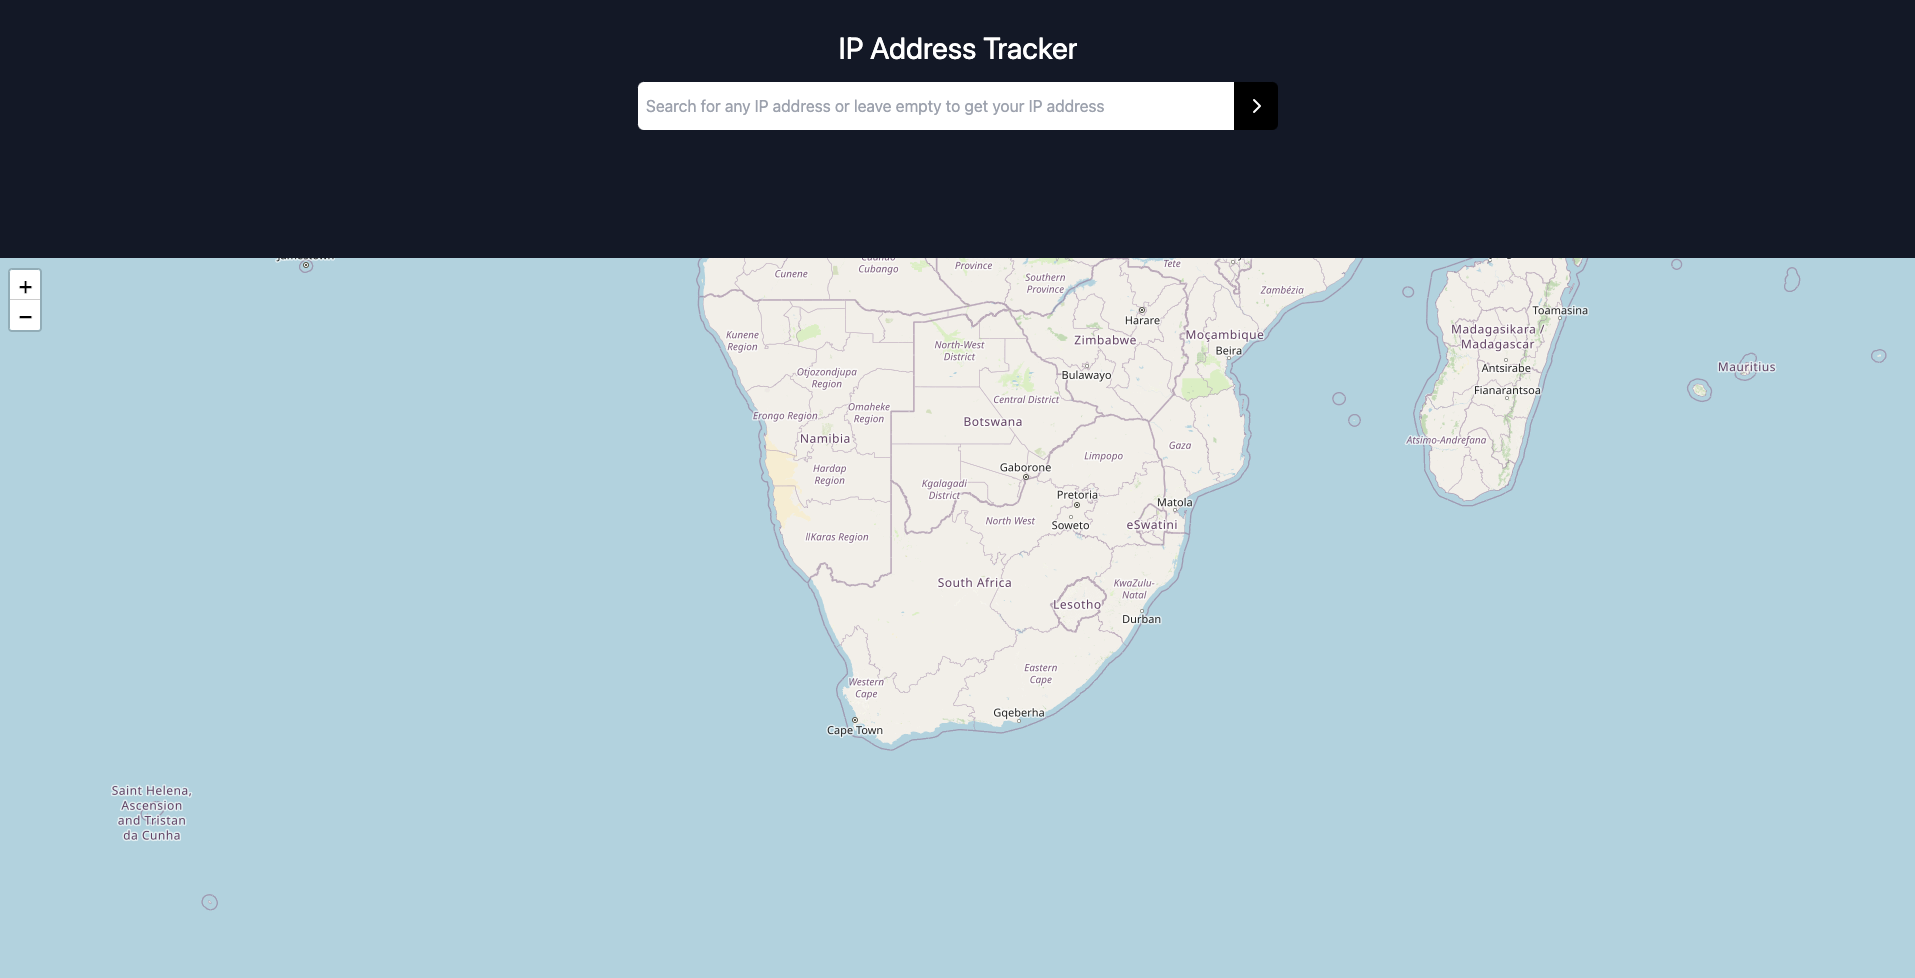 IP Address Tracker
Search for any IP address or leave empty to get your IP address
+
−
Cunene
Cubango
Province
Southern
Province
Tete
Zambézia
Harare
Toamasina
Kunene
Region
North-West
District
Zimbabwe
Moçambique
Beira
Madagasikara /
Madagascar
Antsirabe
Fianarantsoa
Mauritius
Otjozondjupa
Region
Bulawayo
Erongo Region
Omaheke
Region
Central District
Botswana
Namibia
Atsimo-Andrefana
Gaza
Limpopo
Hardap
Region
Gaborone
Kgalagadi
District
Pretoria
Matola
North West
Soweto
eSwatini
ǁKaras Region
South Africa
KwaZulu-
Natal
Lesotho
Durban
Eastern
Cape
Western
Cape
Gqeberha
Cape Town
Saint Helena,
Ascension
and Tristan
da Cunha